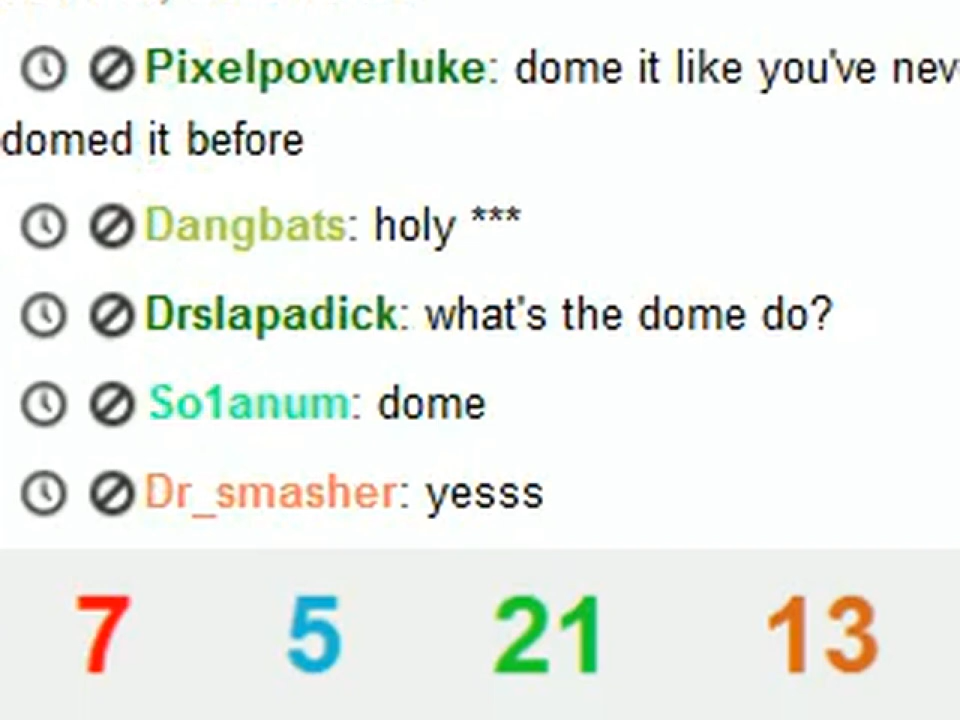 Pixelpowerluke: dome it like you've
domed it before
Dangbats: holy ***
Drslapadick: what's the dome do?
So1anum: dome
Dr_smasher: yesss
7 5 21 13